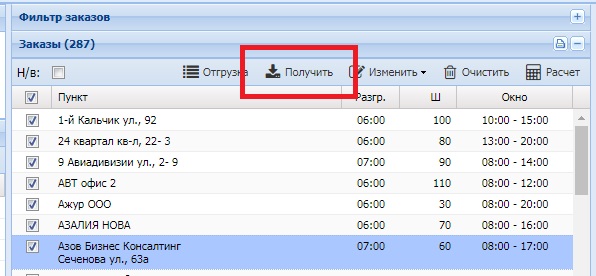 Фильтр заказов
Заказы (287)
Н/в: Отгрузка Получить Изменить Очистить Расчет
Пункт Разгр. Ш Окно
1-й Кальчик ул., 92 06:00 100 10:00 - 15:00
24 квартал кв-л, 22- 3 06:00 80 13:00 - 20:00
9 Авиадивизии ул., 2- 9 07:00 90 08:00 - 14:00
АВТ офис 2 06:00 110 08:00 - 12:00
Ажур ООО 06:00 30 08:00 - 20:00
АЗАЛИЯ НОВА 06:00 70 08:00 - 16:00
Азов Бизнес Консалтинг 07:00 60 08:00 - 17:00
Сеченова ул., 63а